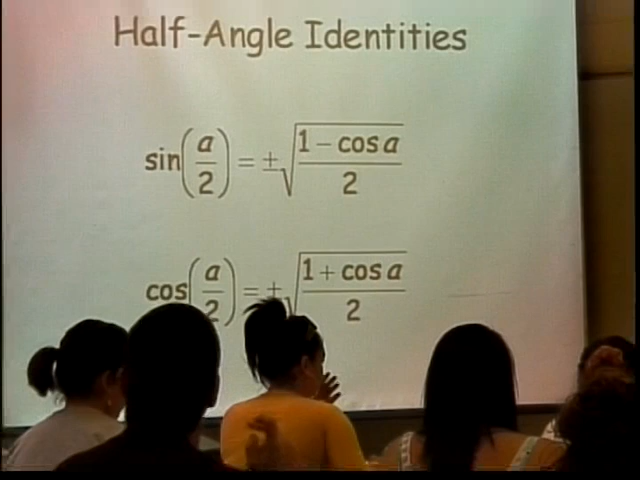 Half-Angle Identities
sin(a/2) = ±√((1 − cos a)/2)
cos(a/2) = ±√((1 + cos a)/2)